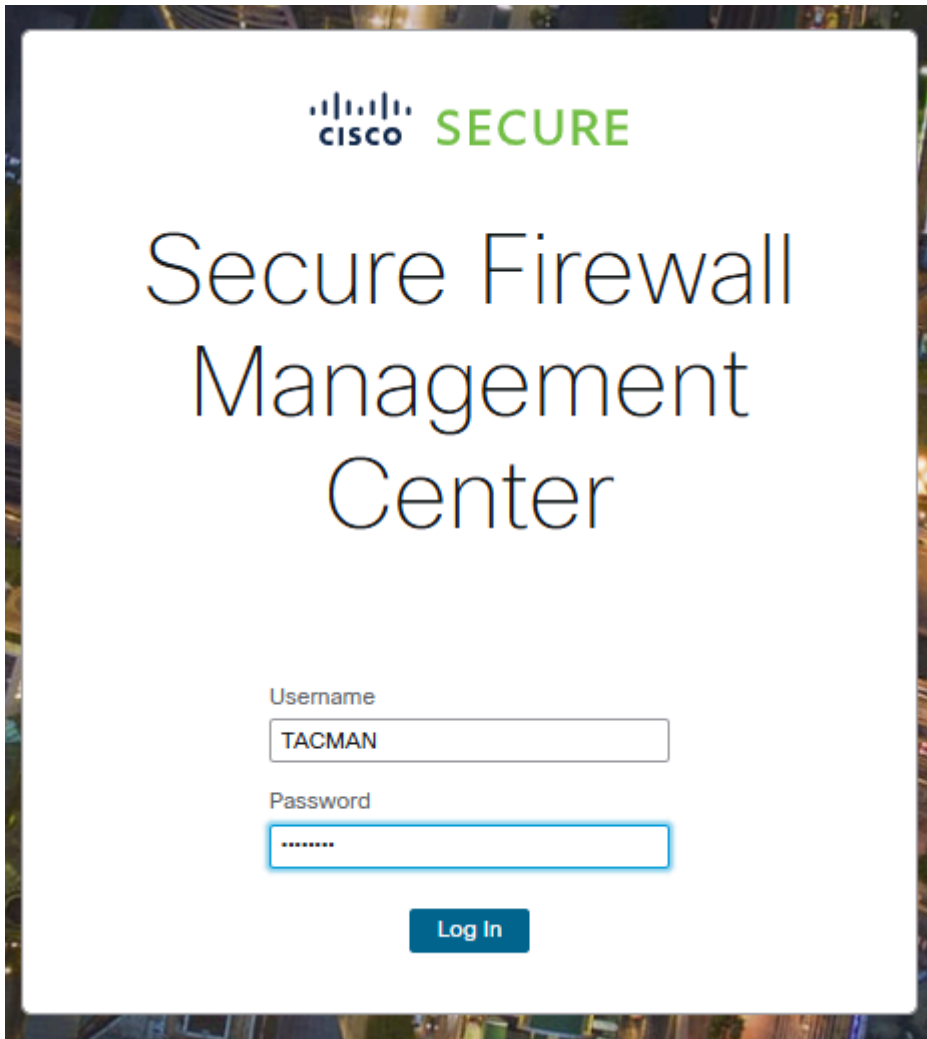 CISCO SECURE
Secure Firewall
Management
Center
Username
TACMAN
Password
••••••••
Log In